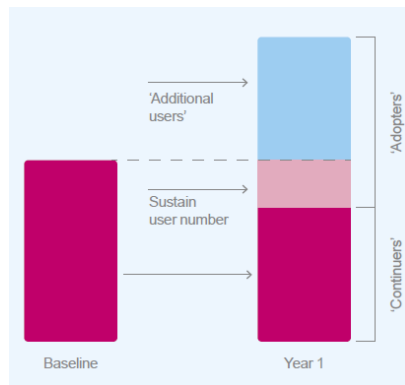 ‘Additional
users’
Sustain
user number
‘Adopters’
‘Continuers’
Baseline
Year 1